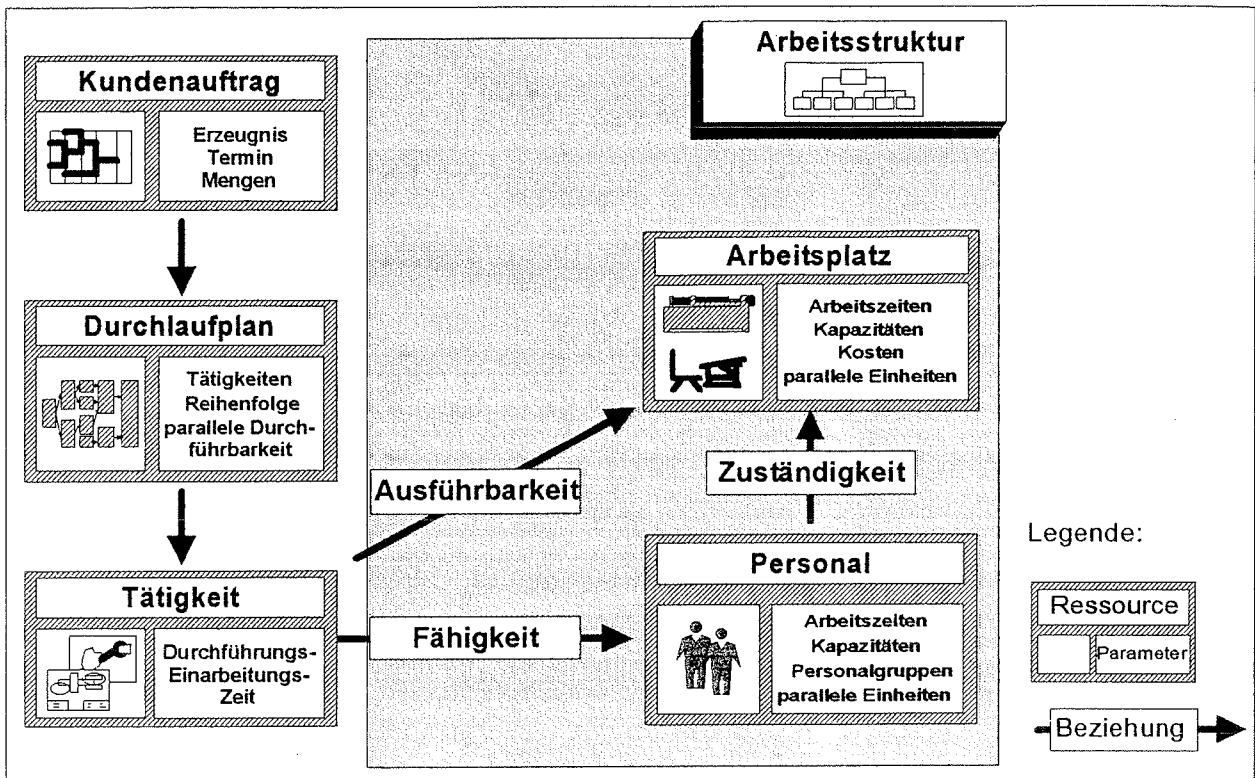 Arbeitsstruktur
Kundenauftrag
Erzeugnis
Termin
Mengen
Durchlaufplan
Tätigkeiten
Reihenfolge
parallele Durch-
führbarkeit
Tätigkeit
Durchführungs-
Einarbeitungs-
Zeit
Ausführbarkeit
Fähigkeit
Arbeitsplatz
Arbeitszeiten
Kapazitäten
Kosten
parallele Einheiten
Zuständigkeit
Personal
Arbeitszeiten
Kapazitäten
Personalgruppen
parallele Einheiten
Legende:
Ressource
Parameter
Beziehung